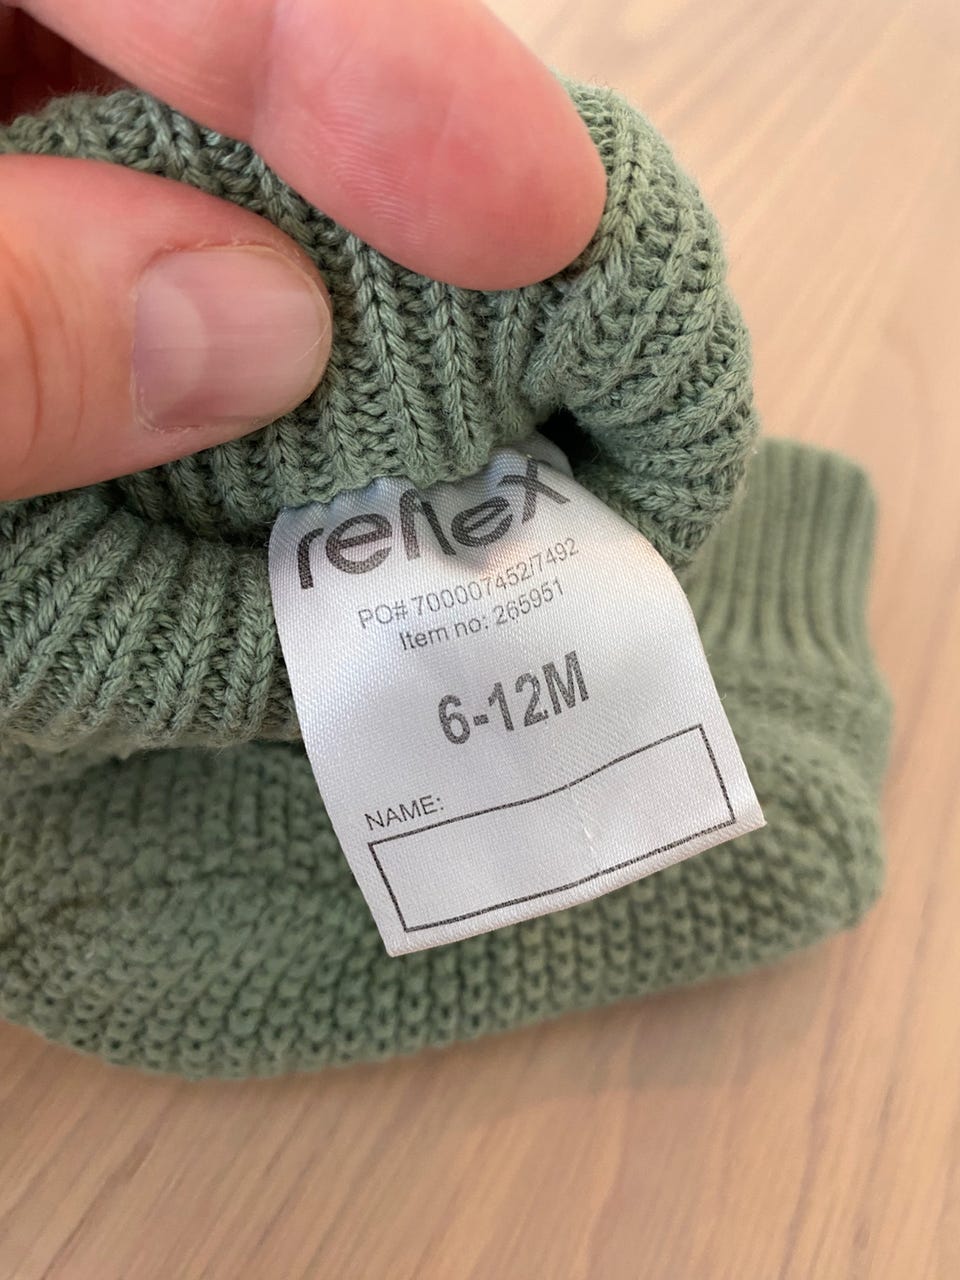 reflex
PO# 700007452/7492
Item no: 265951
6-12M
NAME: